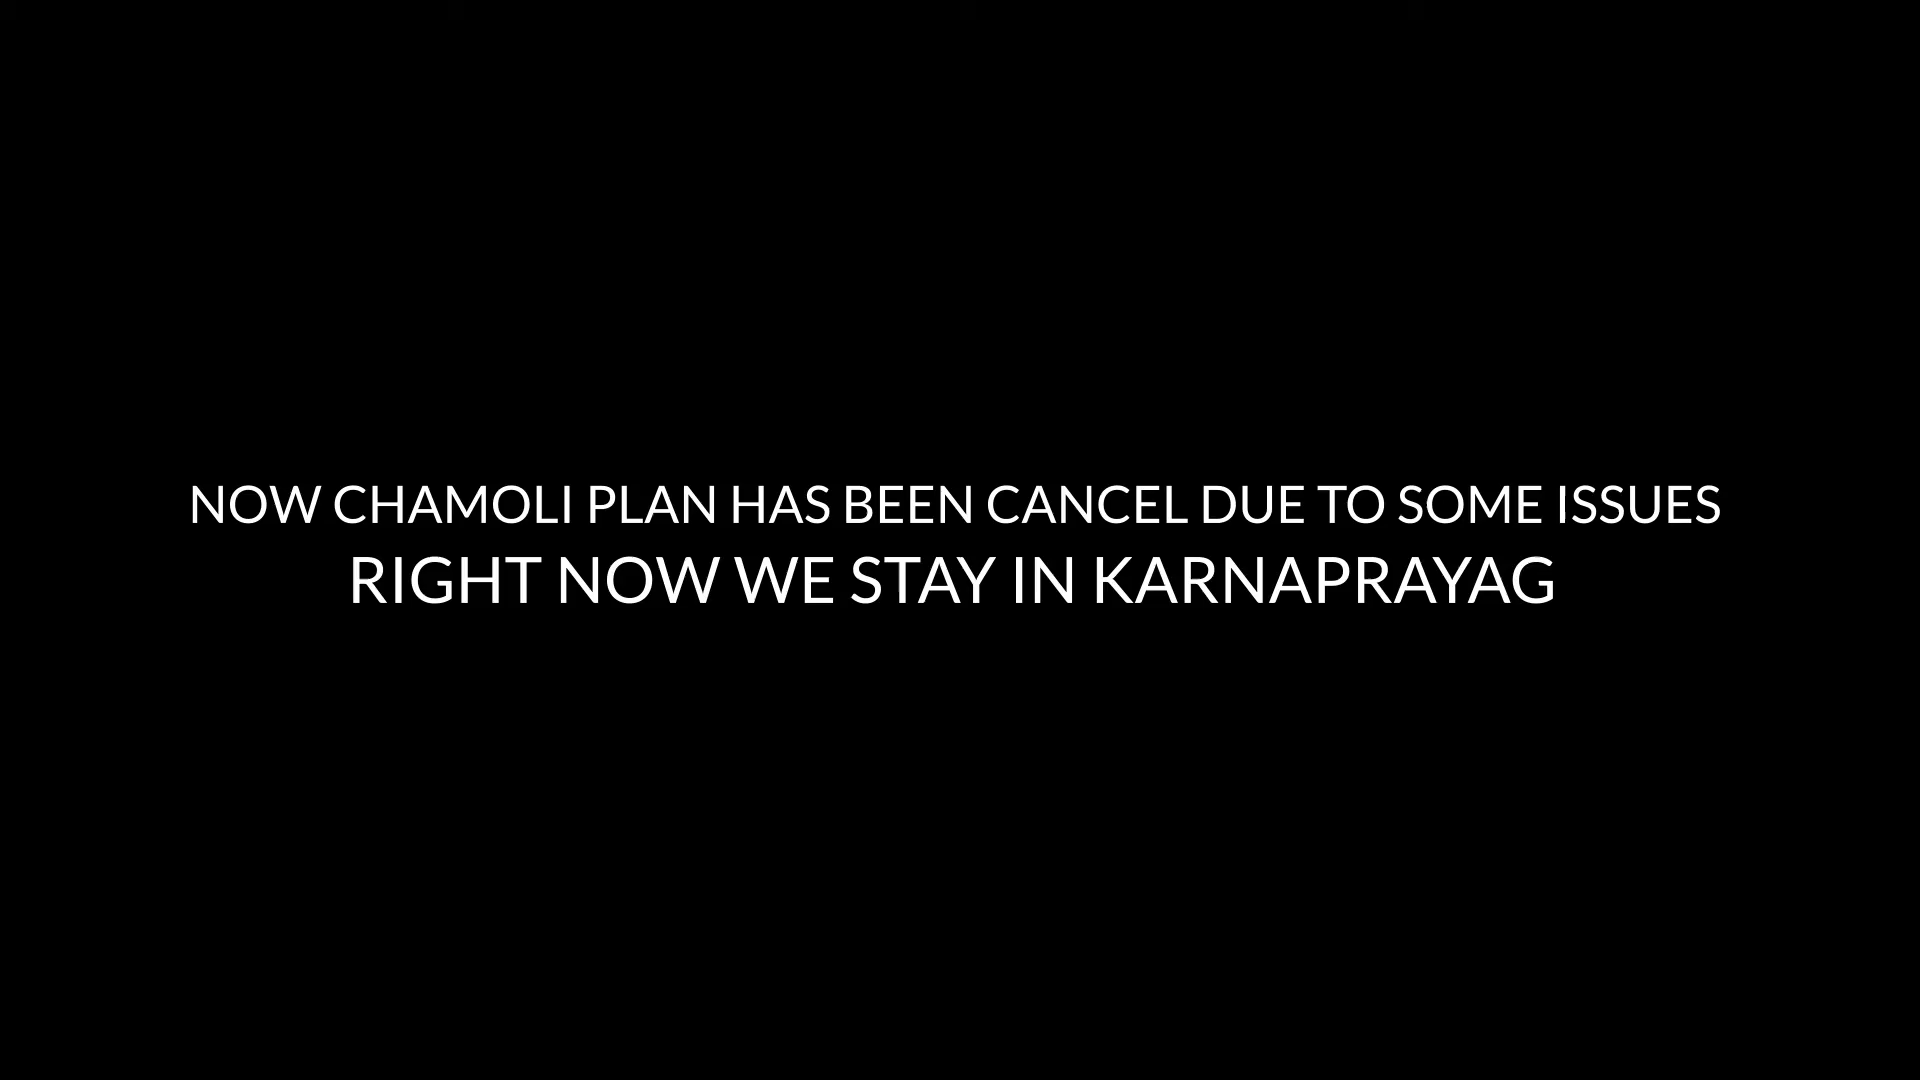 NOW CHAMOLI PLAN HAS BEEN CANCEL DUE TO SOME ISSUES
RIGHT NOW WE STAY IN KARNAPRAYAG